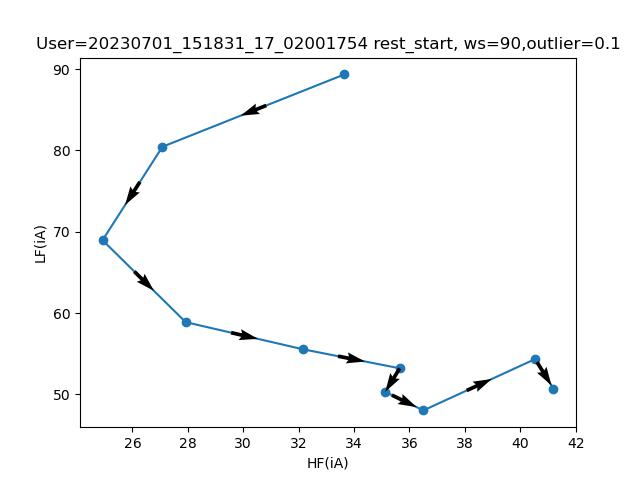 User=20230701_151831_17_02001754 rest_start, ws=90,outlier=0.1
90
80
70
60
50
LF(iA)
26 28 30 32 34 36 38 40 42
HF(iA)